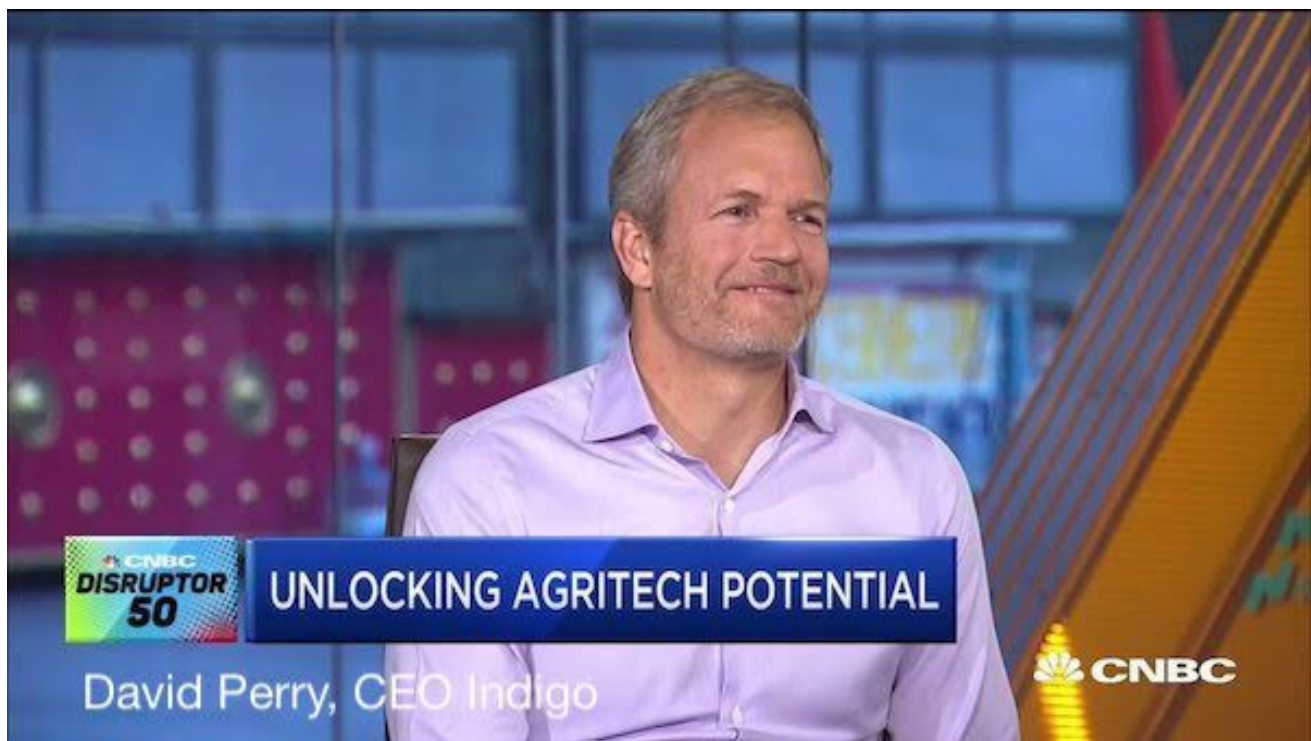 CNBC
DISRUPTOR
50
UNLOCKING AGRITECH POTENTIAL
David Perry, CEO Indigo
CNBC